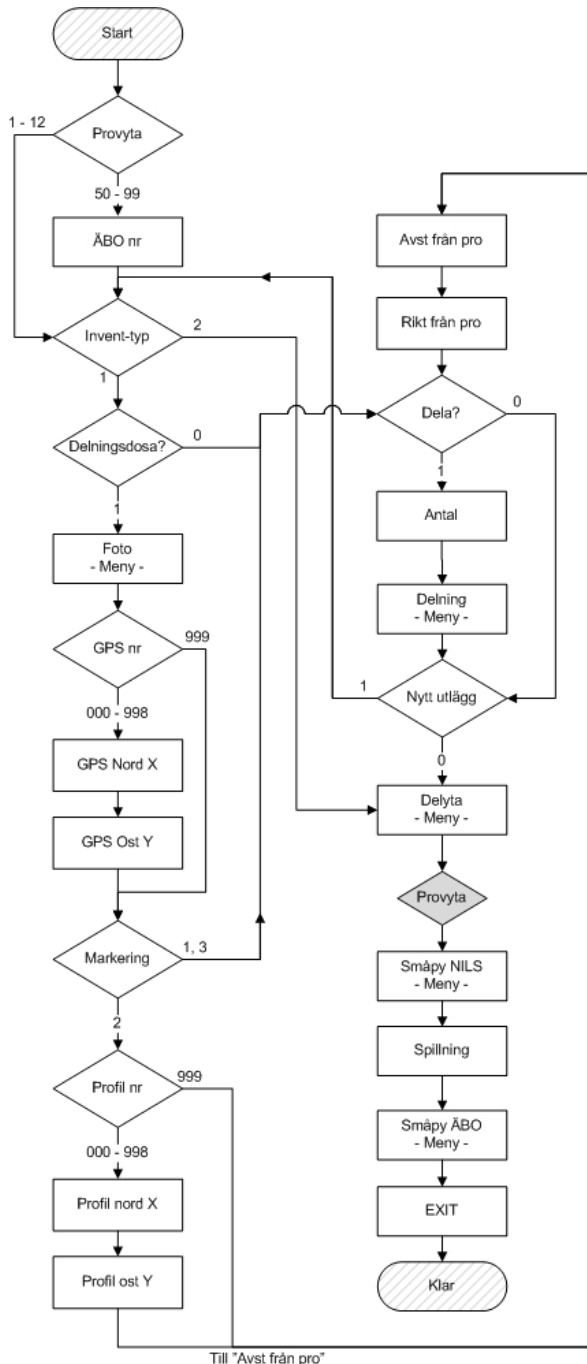 Start
Provyta
1 - 12
50 - 99
ÄBO nr
Invent-typ
2
1
Delningsdosa?
0
1
Foto
- Meny -
GPS nr
999
000 - 998
GPS Nord X
GPS Ost Y
Markering
1, 3
2
Profil nr
999
000 - 998
Profil nord X
Profil ost Y
Till "Avst från pro"
Avst från pro
Rikt från pro
Dela?
0
1
Antal
Delning
- Meny -
Nytt utlägg
1
0
Delyta
- Meny -
Provyta
Småpy NILS
- Meny -
Spillning
Småpy ÄBO
- Meny -
EXIT
Klar